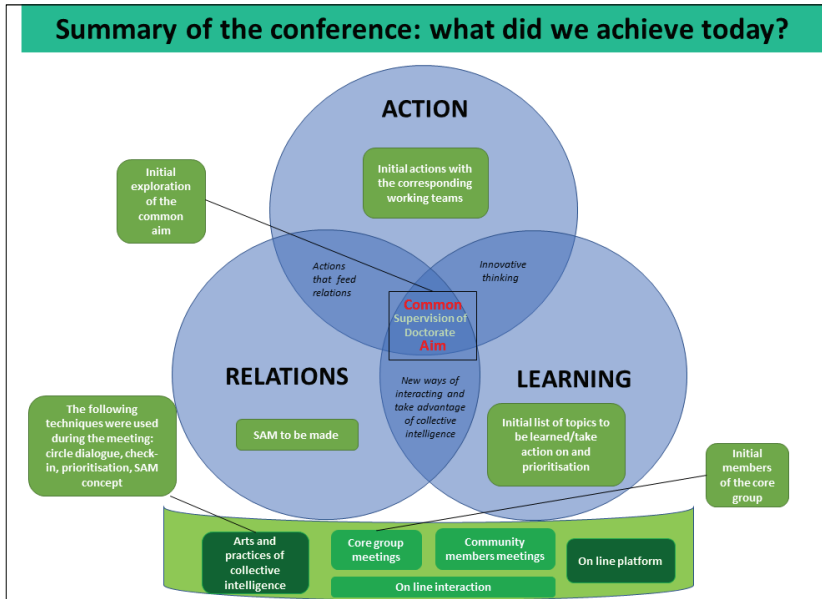 Summary of the conference: what did we achieve today?
ACTION
Initial actions with
the corresponding
working teams
Initial
exploration
of the
common
aim
Actions
that feed
relations
Innovative
thinking
Common
Supervision of
Doctorate
Aim
RELATIONS
LEARNING
New ways of
interacting and
take advantage
of collective
intelligence
The following
techniques were used
during the meeting:
circle dialogue, check-
in, prioritisation, SAM
concept
SAM to be made
Initial list of topics to
be learned/take
action on and
prioritisation
Initial
members
of the core
group
Arts and
practices of
collective
intelligence
Core group
meetings
Community
members meetings
On line platform
On line interaction